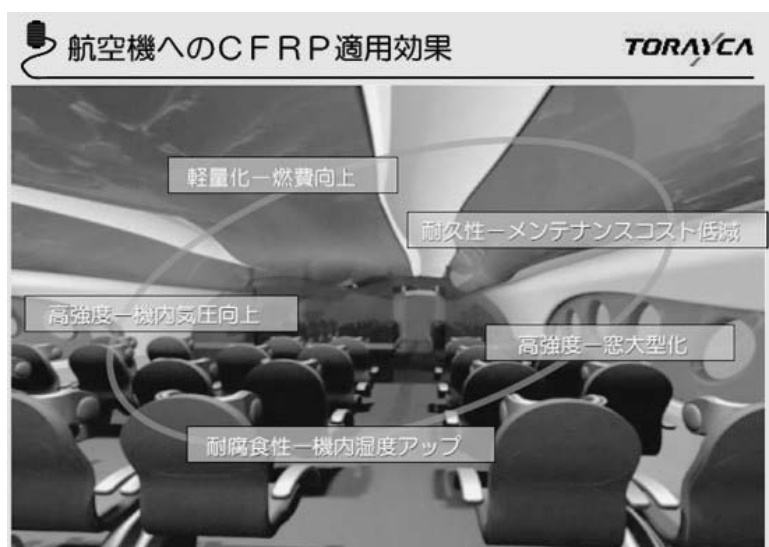 航空機へのCFRP適用効果
TORAYCA
軽量化ー燃費向上
耐久性ーメンテナンスコスト低減
高強度ー機内気圧向上
高強度ー窓大型化
耐腐食性ー機内湿度アップ